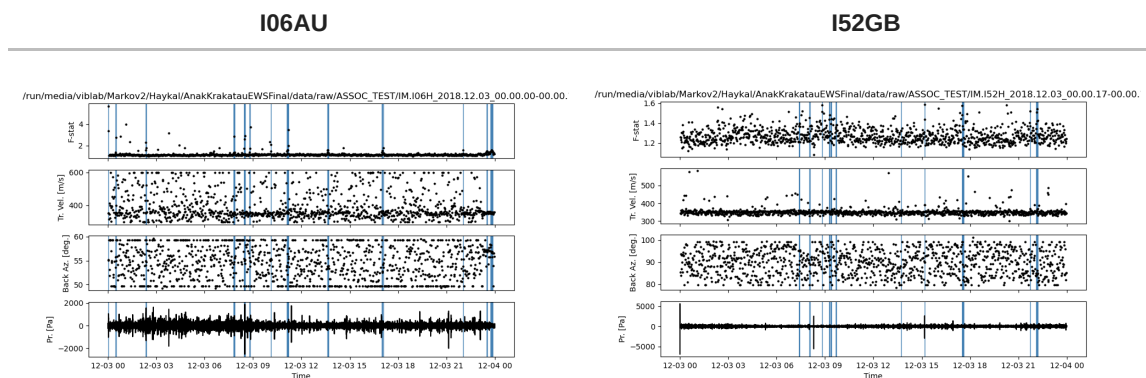 I06AU
I52GB
/run/media/viblab/Markov2/Haykal/AnakKrakatauEWSFinal/data/raw/ASSOC_TEST/IM.I06H_2018.12.03_00.00.00-00.00.
F-stat
4
2
Tr. Vel. [m/s]
600
400
Back Az. [deg.]
60
55
50
Pr. [Pa]
2000
0
−2000
12-03 00 12-03 03 12-03 06 12-03 09 12-03 12 12-03 15 12-03 18 12-03 21 12-04 00
Time
/run/media/viblab/Markov2/Haykal/AnakKrakatauEWSFinal/data/raw/ASSOC_TEST/IM.I52H_2018.12.03_00.00.17-00.00.
F-stat
1.6
1.4
1.2
Tr. Vel. [m/s]
500
400
300
Back Az. [deg.]
100
90
80
Pr. [Pa]
5000
0
−5000
12-03 00 12-03 03 12-03 06 12-03 09 12-03 12 12-03 15 12-03 18 12-03 21 12-04 00
Time